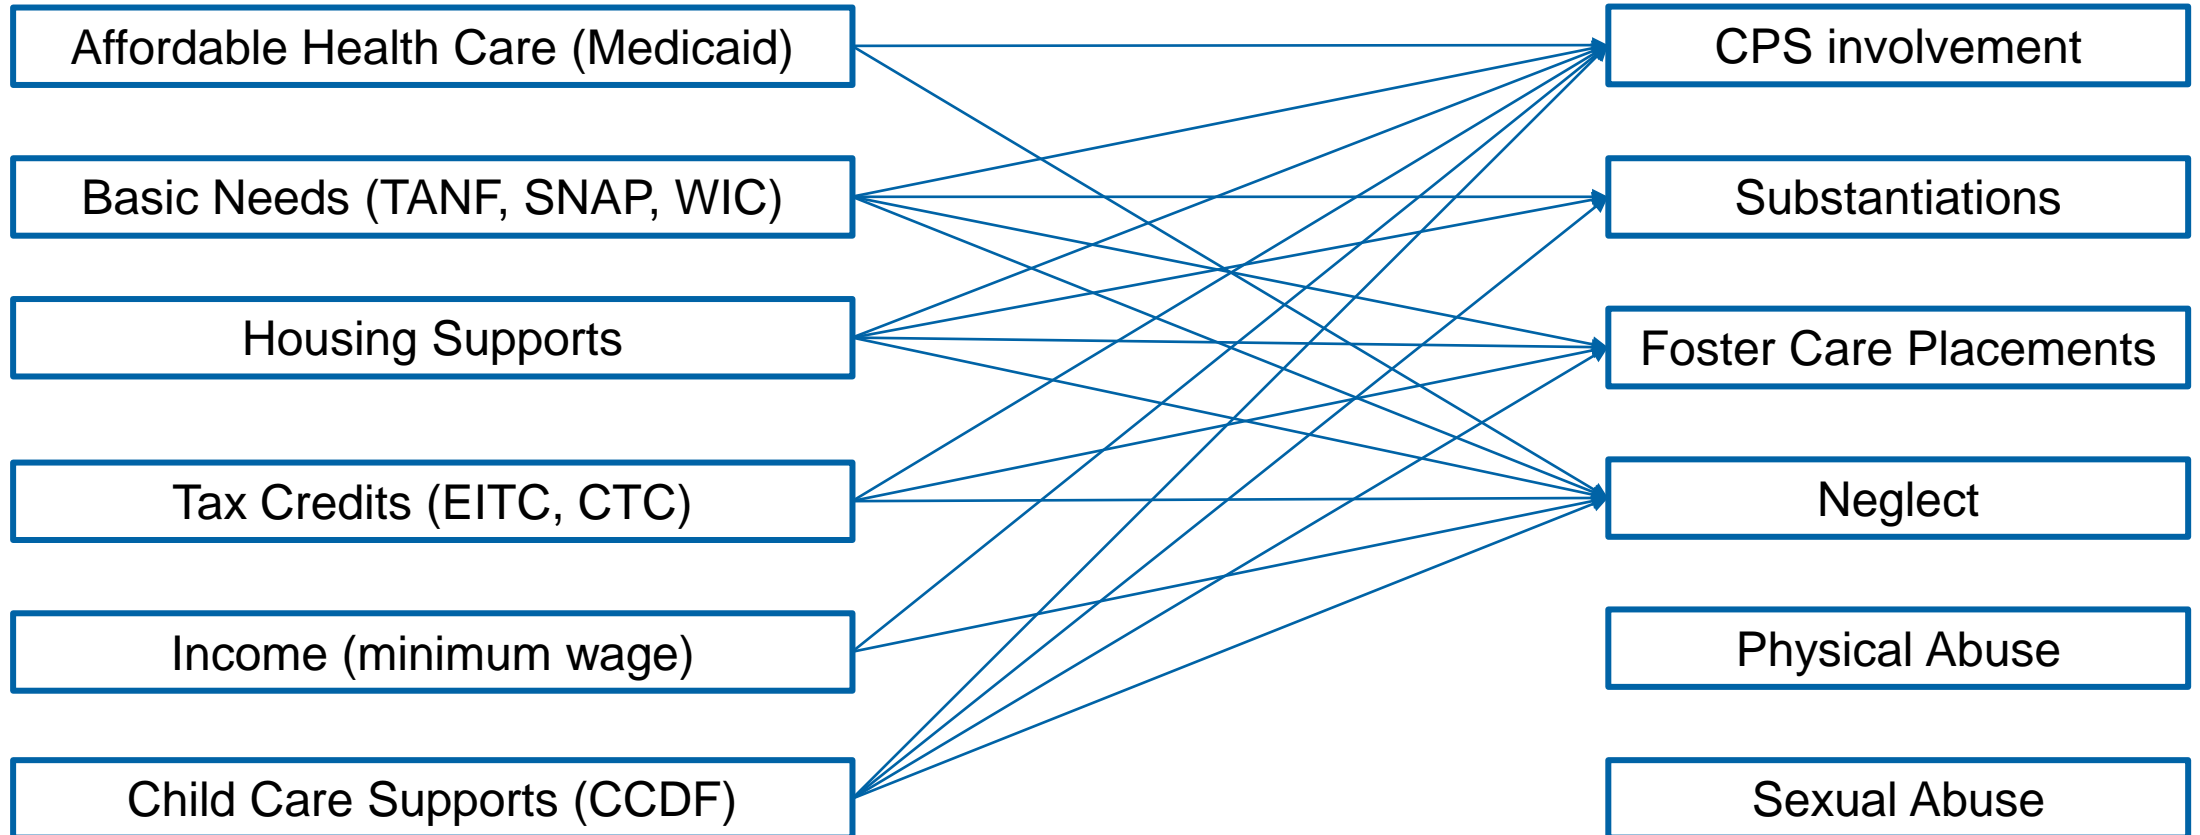 Affordable Health Care (Medicaid)
CPS involvement
Basic Needs (TANF, SNAP, WIC)
Substantiations
Housing Supports
Foster Care Placements
Tax Credits (EITC, CTC)
Neglect
Income (minimum wage)
Physical Abuse
Child Care Supports (CCDF)
Sexual Abuse